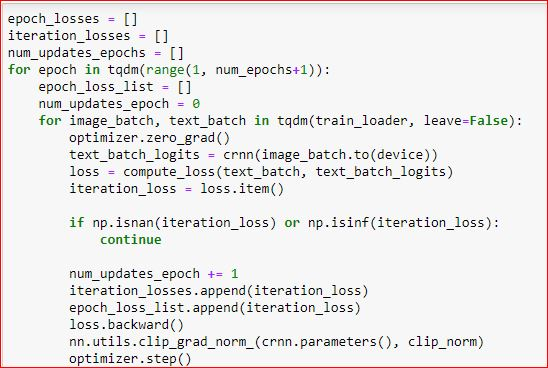 epoch_losses = []
iteration_losses = []
num_updates_epochs = []
for epoch in tqdm(range(1, num_epochs+1)):
    epoch_loss_list = []
    num_updates_epoch = 0
    for image_batch, text_batch in tqdm(train_loader, leave=False):
        optimizer.zero_grad()
        text_batch_logits = crnn(image_batch.to(device))
        loss = compute_loss(text_batch, text_batch_logits)
        iteration_loss = loss.item()

        if np.isnan(iteration_loss) or np.isinf(iteration_loss):
            continue

        num_updates_epoch += 1
        iteration_losses.append(iteration_loss)
        epoch_loss_list.append(iteration_loss)
        loss.backward()
        nn.utils.clip_grad_norm_(crnn.parameters(), clip_norm)
        optimizer.step()